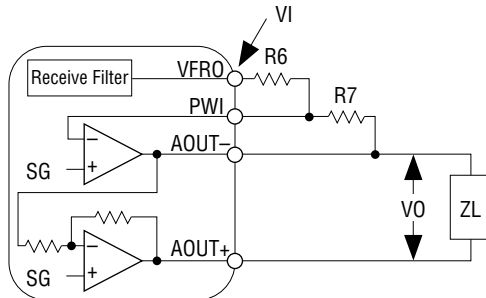 VI
Receive Filter
VFRO
R6
PWI
R7
−
+
SG
AOUT−
VO
ZL
−
+
SG
AOUT+